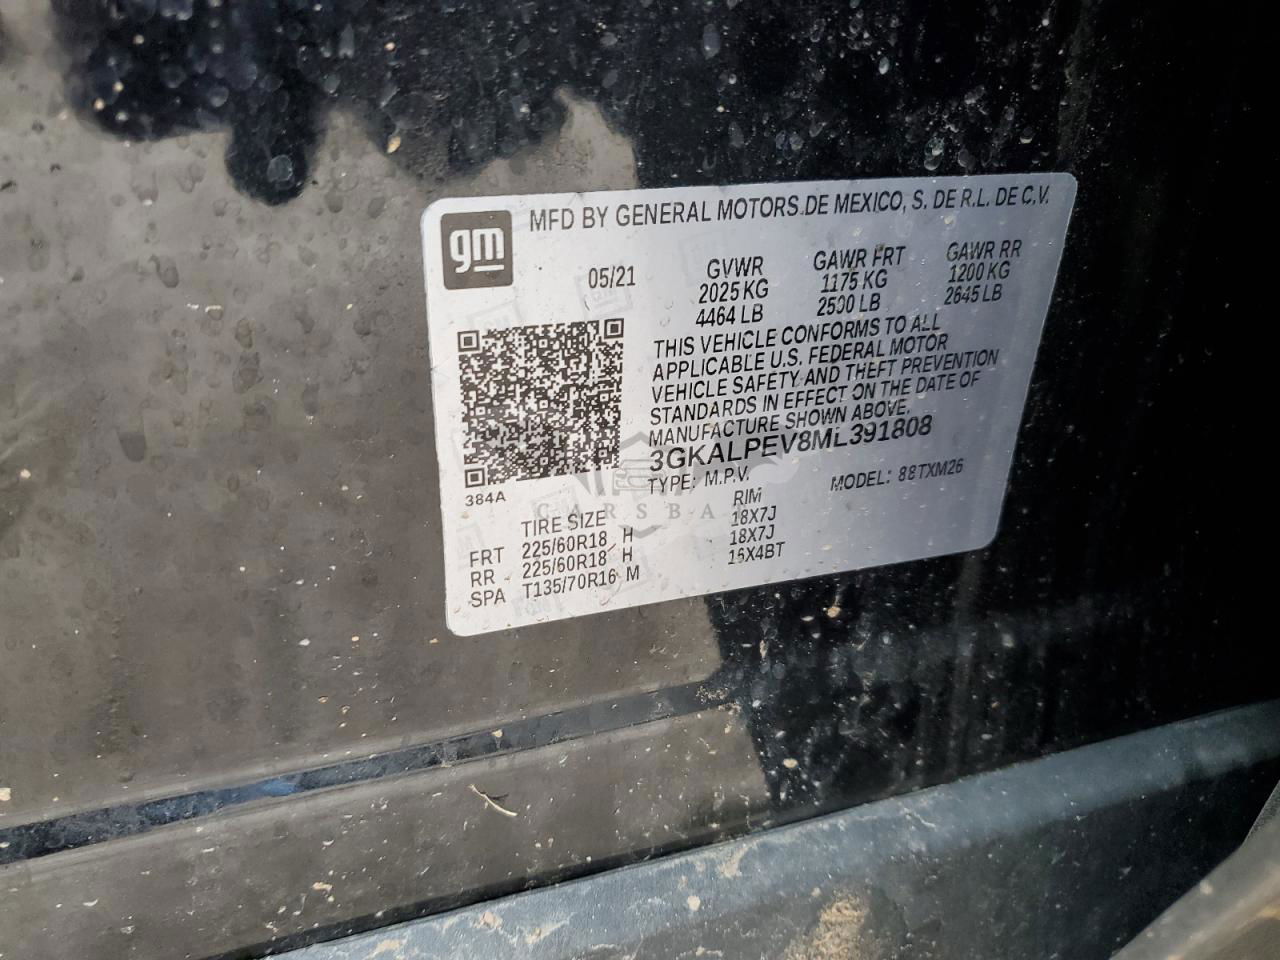 gm
MFD BY GENERAL MOTORS DE MEXICO, S. DE R.L. DE C.V.
05/21
GVWR GAWR FRT GAWR RR
2025 KG 1175 KG 1200 KG
4464 LB 2590 LB 2645 LB
THIS VEHICLE CONFORMS TO ALL
APPLICABLE U.S. FEDERAL MOTOR
VEHICLE SAFETY AND THEFT PREVENTION
STANDARDS IN EFFECT ON THE DATE OF
MANUFACTURE SHOWN ABOVE.
3GKALPEV8ML391808
TYPE: M.P.V. MODEL: 88TXM26
384A
TIRE SIZE RIM
FRT 225/60R18 H 18X7J
RR 225/60R18 H 18X7J
SPA T135/70R16 M 16X4BT